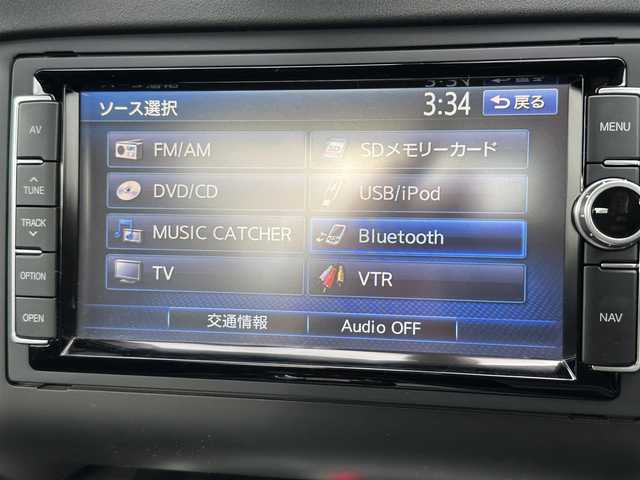 ソース選択 3:34 戻る
FM/AM SDメモリーカード
DVD/CD USB/iPod
MUSIC CATCHER Bluetooth
TV VTR
交通情報 Audio OFF
AV
TUNE
TRACK
OPTION
OPEN
MENU
NAV